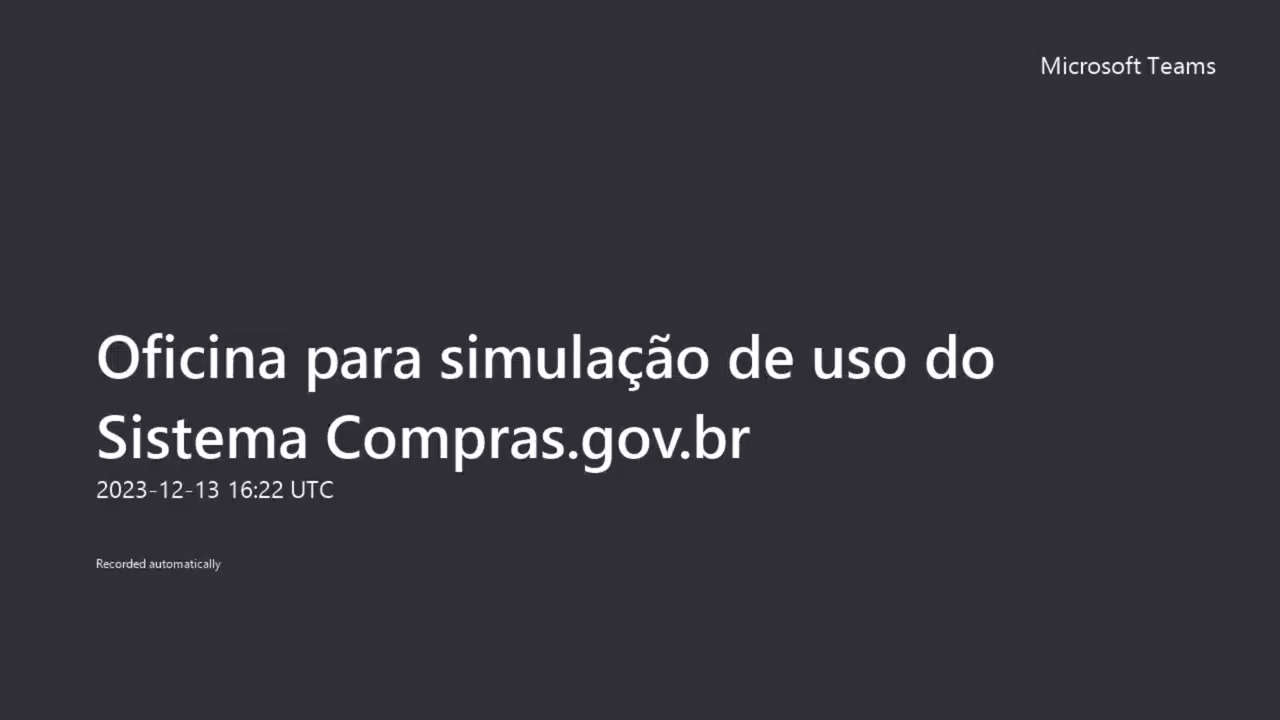 Microsoft Teams
Oficina para simulação de uso do
Sistema Compras.gov.br
2023-12-13 16:22 UTC
Recorded automatically